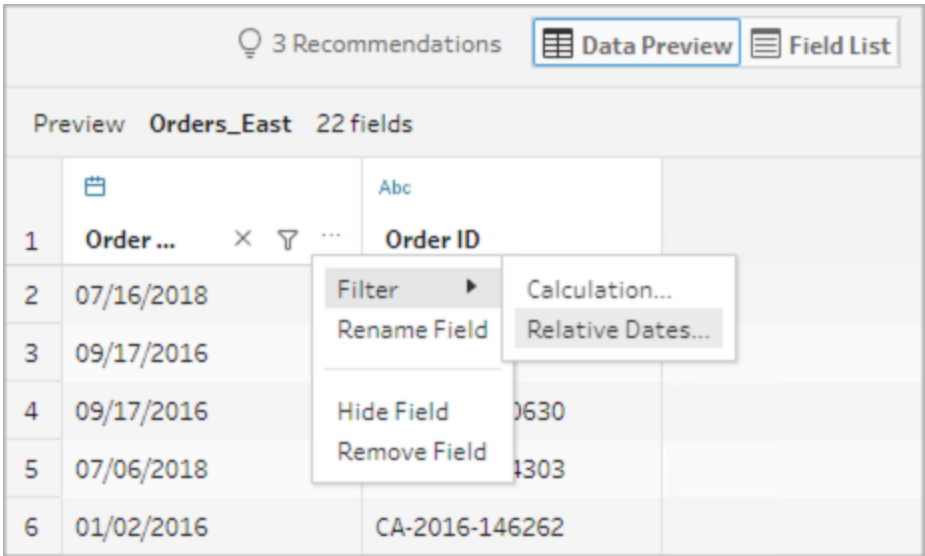 3 Recommendations Data Preview Field List
Preview Orders_East 22 fields
Abc
1 Order ... Order ID
2 07/16/2018 Filter Calculation...
Rename Field Relative Dates...
3 09/17/2016
4 09/17/2016 Hide Field 0630
Remove Field
5 07/06/2018 4303
6 01/02/2016 CA-2016-146262